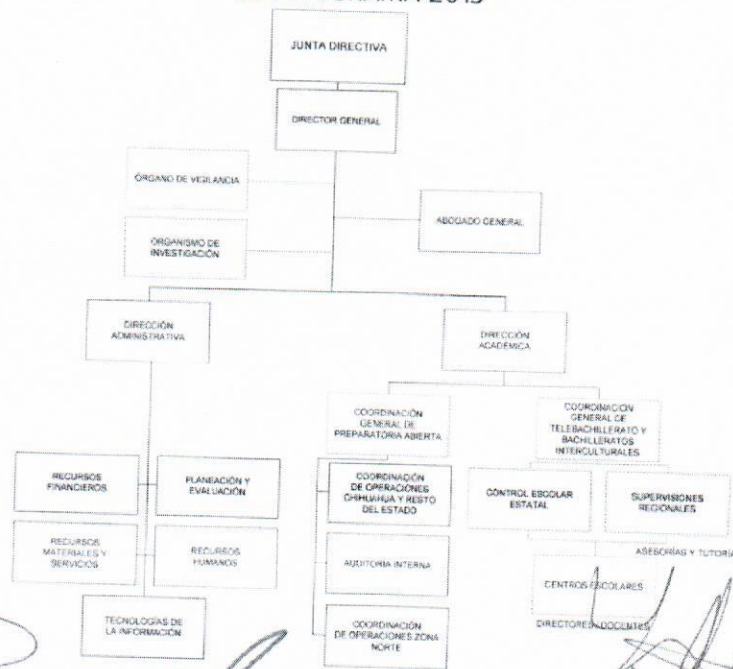 JUNTA DIRECTIVA
DIRECTOR GENERAL
ÓRGANO DE VIGILANCIA
ABOGADO GENERAL
ORGANISMO DE
INVESTIGACIÓN
DIRECCIÓN
ADMINISTRATIVA
DIRECCIÓN
ACADÉMICA
COORDINACIÓN
GENERAL DE
PREPARATORIA ABIERTA
COORDINACION
GENERAL DE
TELEBACHILLERATO Y
BACHILLERATOS
INTERCULTURALES
RECURSOS
FINANCIEROS
PLANEACIÓN Y
EVALUACIÓN
COORDINACIÓN
DE OPERACIONES
CHIHUAHUA Y RESTO
DEL ESTADO
CONTROL ESCOLAR
ESTATAL
SUPERVISIONES
REGIONALES
RECURSOS
MATERIALES Y
SERVICIOS
RECURSOS
HUMANOS
AUDITORIA INTERNA
ASESORÍAS Y TUTORÍA
CENTROS ESCOLARES
DIRECTORES / DOCENTES
TECNOLOGÍAS DE
LA INFORMACIÓN
COORDINACIÓN
DE OPERACIONES ZONA
NORTE